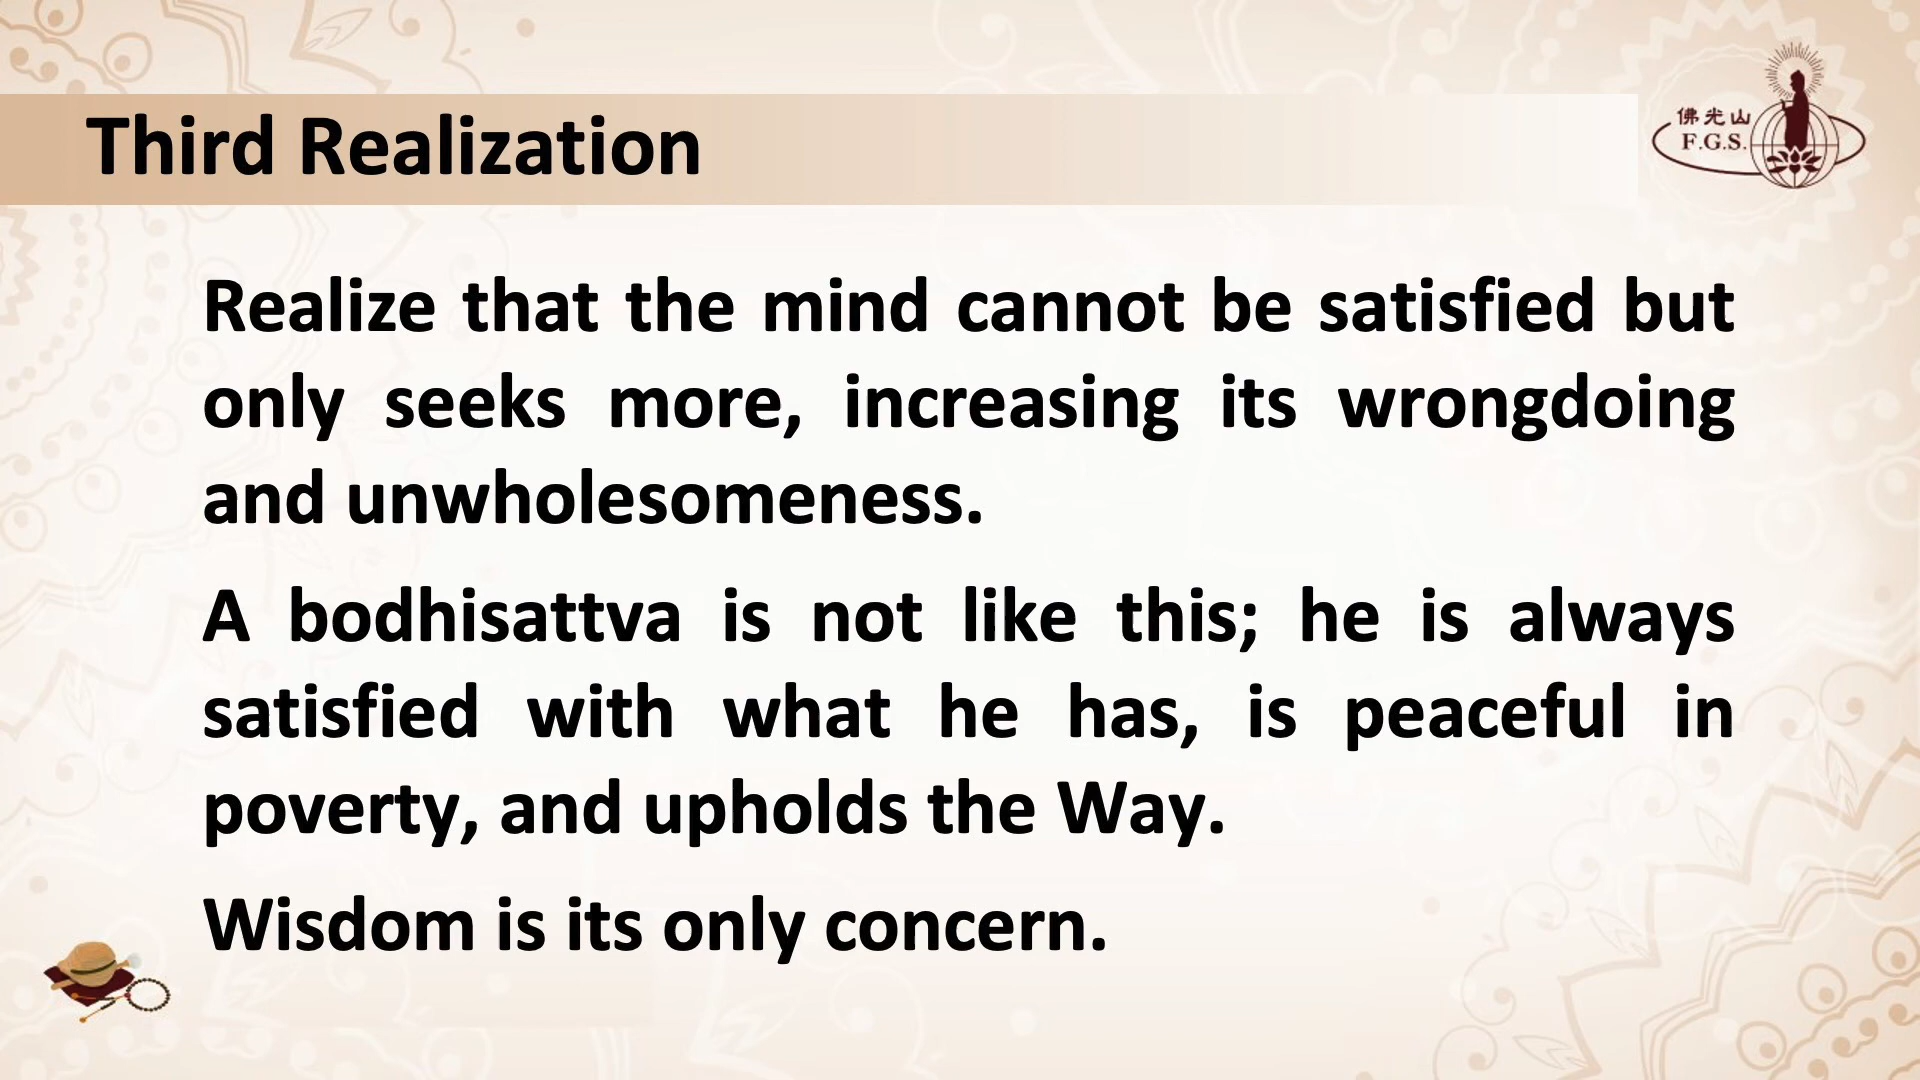 Third Realization
佛光山
F.G.S.
Realize that the mind cannot be satisfied but
only seeks more, increasing its wrongdoing
and unwholesomeness.
A bodhisattva is not like this; he is always
satisfied with what he has, is peaceful in
poverty, and upholds the Way.
Wisdom is its only concern.